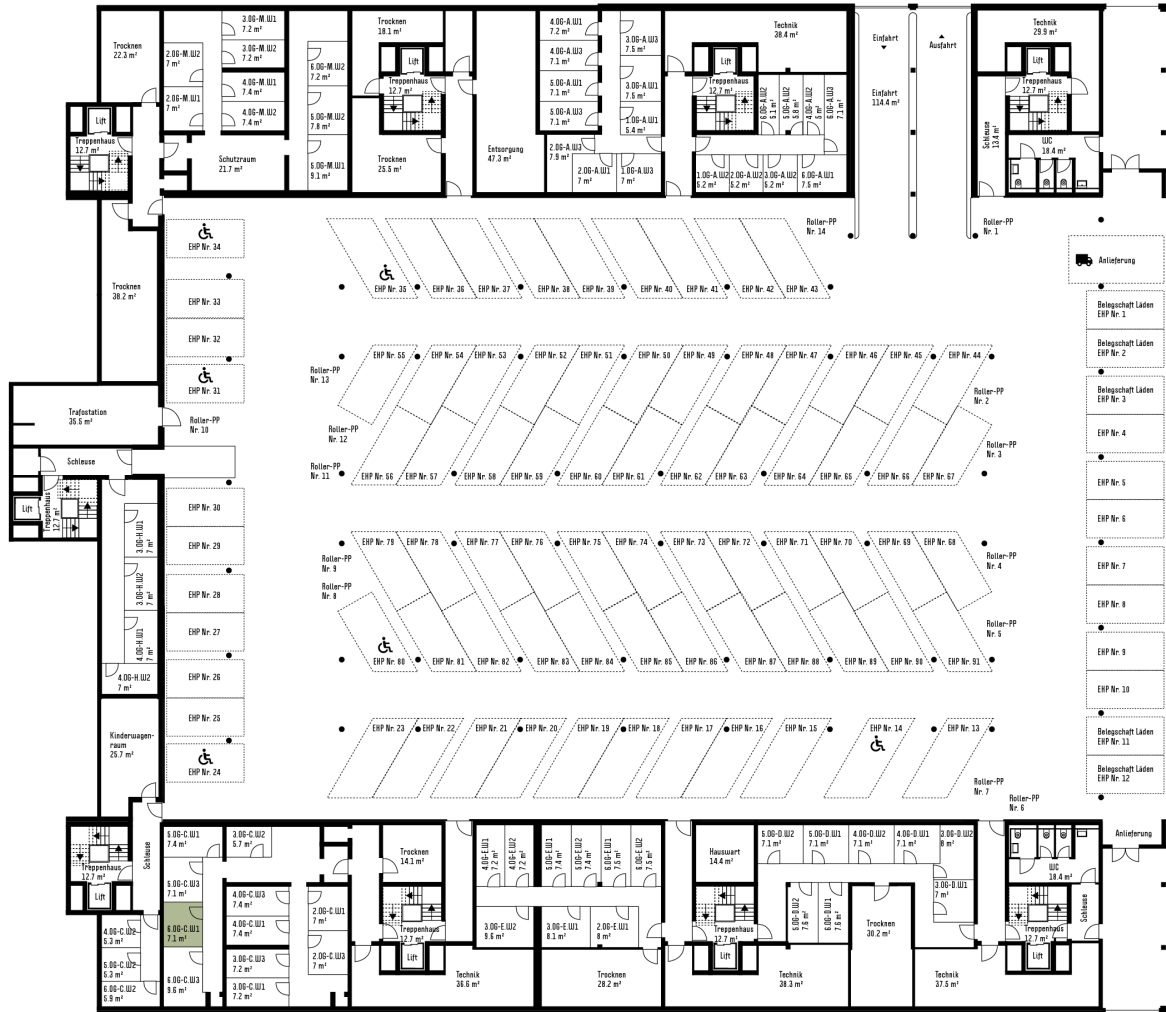 Trocknen
22.3 m²
2.OG-M.W2
7 m²
2.OG-M.W1
7 m²
3.OG-M.W1
7.2 m²
3.OG-M.W2
7.2 m²
4.OG-M.W1
7.4 m²
4.OG-M.W2
7.4 m²
6.OG-M.W2
7.2 m²
5.OG-M.W2
7.8 m²
5.OG-M.W1
9.1 m²
Schutzraum
21.7 m²
Lift
Treppenhaus
12.7 m²
Trocknen
18.1 m²
Lift
Treppenhaus
12.7 m²
Trocknen
25.5 m²
Entsorgung
47.3 m²
4.OG-A.W1
7.2 m²
4.OG-A.W3
7.1 m²
5.OG-A.W1
7.1 m²
5.OG-A.W3
7.1 m²
3.OG-A.W3
7.5 m²
3.OG-A.W1
7.5 m²
1.OG-A.W1
5.4 m²
2.OG-A.W3
7.9 m²
2.OG-A.W1
7 m²
1.OG-A.W3
7 m²
Technik
38.4 m²
Lift
Treppenhaus
12.7 m²
6.OG-A.W2
5.1 m²
5.OG-A.W2
5.8 m²
4.OG-A.W2
5 m²
6.OG-A.W3
7.1 m²
1.OG-A.W2
5.2 m²
2.OG-A.W2
5.2 m²
3.OG-A.W2
5.2 m²
6.OG-A.W1
7.5 m²
Einfahrt
Ausfahrt
Einfahrt
114.4 m²
Technik
29.9 m²
Lift
Treppenhaus
12.7 m²
Schleuse
13.4 m²
WC
18.4 m²
Trocknen
38.2 m²
EHP Nr. 34
EHP Nr. 33
EHP Nr. 32
EHP Nr. 31
Roller-PP
Nr. 10
EHP Nr. 35
EHP Nr. 36
EHP Nr. 37
EHP Nr. 38
EHP Nr. 39
EHP Nr. 40
EHP Nr. 41
EHP Nr. 42
EHP Nr. 43
Roller-PP
Nr. 14
Roller-PP
Nr. 1
Anlieferung
Belegschaft Läden
EHP Nr. 1
Belegschaft Läden
EHP Nr. 2
Belegschaft Läden
EHP Nr. 3
EHP Nr. 4
EHP Nr. 5
EHP Nr. 6
EHP Nr. 7
EHP Nr. 8
EHP Nr. 9
EHP Nr. 10
Belegschaft Läden
EHP Nr. 11
Belegschaft Läden
EHP Nr. 12
EHP Nr. 55
EHP Nr. 54
EHP Nr. 53
EHP Nr. 52
EHP Nr. 51
EHP Nr. 50
EHP Nr. 49
EHP Nr. 48
EHP Nr. 47
EHP Nr. 46
EHP Nr. 45
EHP Nr. 44
Roller-PP
Nr. 13
Roller-PP
Nr. 12
Roller-PP
Nr. 11
Roller-PP
Nr. 2
Roller-PP
Nr. 3
EHP Nr. 56
EHP Nr. 57
EHP Nr. 58
EHP Nr. 59
EHP Nr. 60
EHP Nr. 61
EHP Nr. 62
EHP Nr. 63
EHP Nr. 64
EHP Nr. 65
EHP Nr. 66
EHP Nr. 67
Trafostation
35.5 m²
Schleuse
Lift
Treppenhaus
12.7 m²
3.OG-H.W1
7 m²
3.OG-H.W2
7 m²
4.OG-H.W1
7 m²
4.OG-H.W2
7 m²
Kinderwagen-
raum
25.7 m²
EHP Nr. 30
EHP Nr. 29
EHP Nr. 28
EHP Nr. 27
EHP Nr. 26
EHP Nr. 25
EHP Nr. 24
EHP Nr. 79
EHP Nr. 78
EHP Nr. 77
EHP Nr. 76
EHP Nr. 75
EHP Nr. 74
EHP Nr. 73
EHP Nr. 72
EHP Nr. 71
EHP Nr. 70
EHP Nr. 69
EHP Nr. 68
Roller-PP
Nr. 9
Roller-PP
Nr. 8
Roller-PP
Nr. 4
Roller-PP
Nr. 5
EHP Nr. 80
EHP Nr. 81
EHP Nr. 82
EHP Nr. 83
EHP Nr. 84
EHP Nr. 85
EHP Nr. 86
EHP Nr. 87
EHP Nr. 88
EHP Nr. 89
EHP Nr. 90
EHP Nr. 91
EHP Nr. 23
EHP Nr. 22
EHP Nr. 21
EHP Nr. 20
EHP Nr. 19
EHP Nr. 18
EHP Nr. 17
EHP Nr. 16
EHP Nr. 15
EHP Nr. 14
EHP Nr. 13
Roller-PP
Nr. 7
Roller-PP
Nr. 6
Treppenhaus
12.7 m²
Lift
Schleuse
5.OG-C.W1
7.4 m²
5.OG-C.W3
7.1 m²
6.OG-C.W1
7.1 m²
6.OG-C.W3
9.6 m²
4.OG-C.W2
5.3 m²
5.OG-C.W2
5.3 m²
6.OG-C.W2
5.9 m²
3.OG-C.W2
5.7 m²
4.OG-C.W3
7.4 m²
4.OG-C.W1
7.4 m²
3.OG-C.W3
7.2 m²
3.OG-C.W1
7.2 m²
2.OG-C.W1
7 m²
2.OG-C.W3
7 m²
Trocknen
14.1 m²
Treppenhaus
12.7 m²
Lift
Technik
36.6 m²
4.OG-E.W1
7.2 m²
4.OG-E.W2
7.2 m²
5.OG-E.W1
7.4 m²
5.OG-E.W2
7.4 m²
6.OG-E.W1
7.5 m²
6.OG-E.W2
7.5 m²
3.OG-E.W2
9.6 m²
3.OG-E.W1
8.1 m²
2.OG-E.W1
8 m²
Trocknen
28.2 m²
Hauswart
14.4 m²
Treppenhaus
12.7 m²
Lift
Technik
38.3 m²
5.OG-D.W2
7.1 m²
5.OG-D.W1
7.1 m²
4.OG-D.W2
7.1 m²
4.OG-D.W1
7.1 m²
3.OG-D.W2
8 m²
3.OG-D.W1
7 m²
6.OG-D.W2
7.6 m²
6.OG-D.W1
7.6 m²
Trocknen
30.2 m²
Technik
37.5 m²
WC
18.4 m²
Schleuse
Treppenhaus
12.7 m²
Lift
Anlieferung